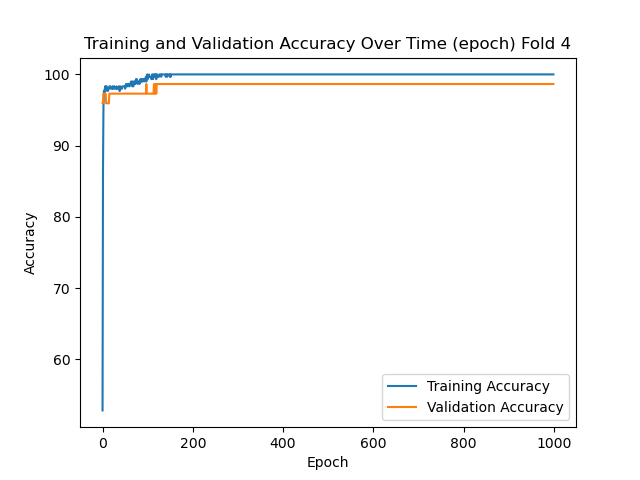 Training and Validation Accuracy Over Time (epoch) Fold 4
100
90
80
70
60
Accuracy
Training Accuracy
Validation Accuracy
0 200 400 600 800 1000
Epoch